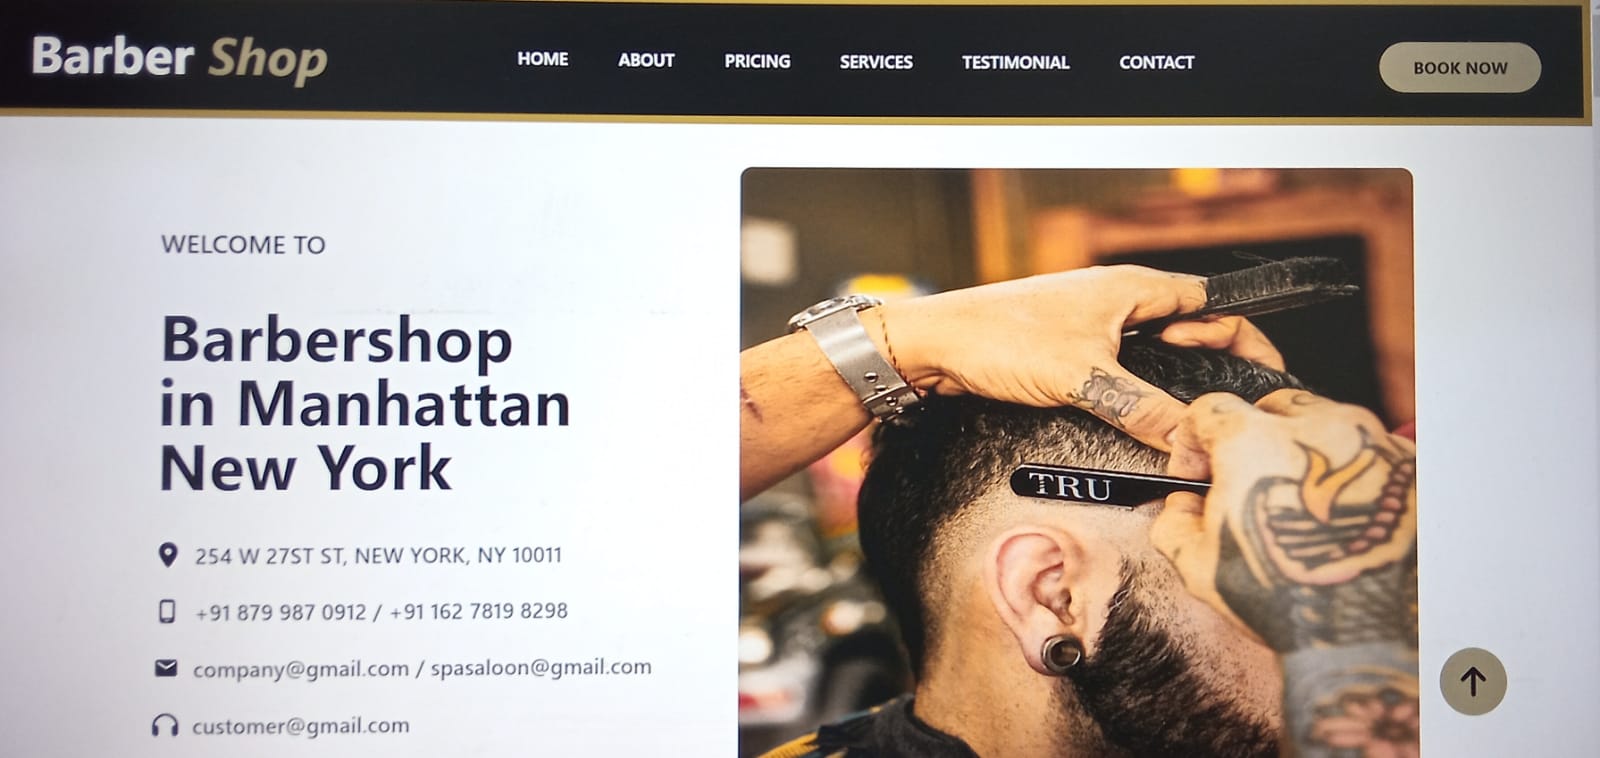 Barber Shop
HOME ABOUT PRICING SERVICES TESTIMONIAL CONTACT
BOOK NOW
WELCOME TO
Barbershop
in Manhattan
New York
254 W 27ST ST, NEW YORK, NY 10011
+91 879 987 0912 / +91 162 7819 8298
company@gmail.com / spasaloon@gmail.com
customer@gmail.com
TRU